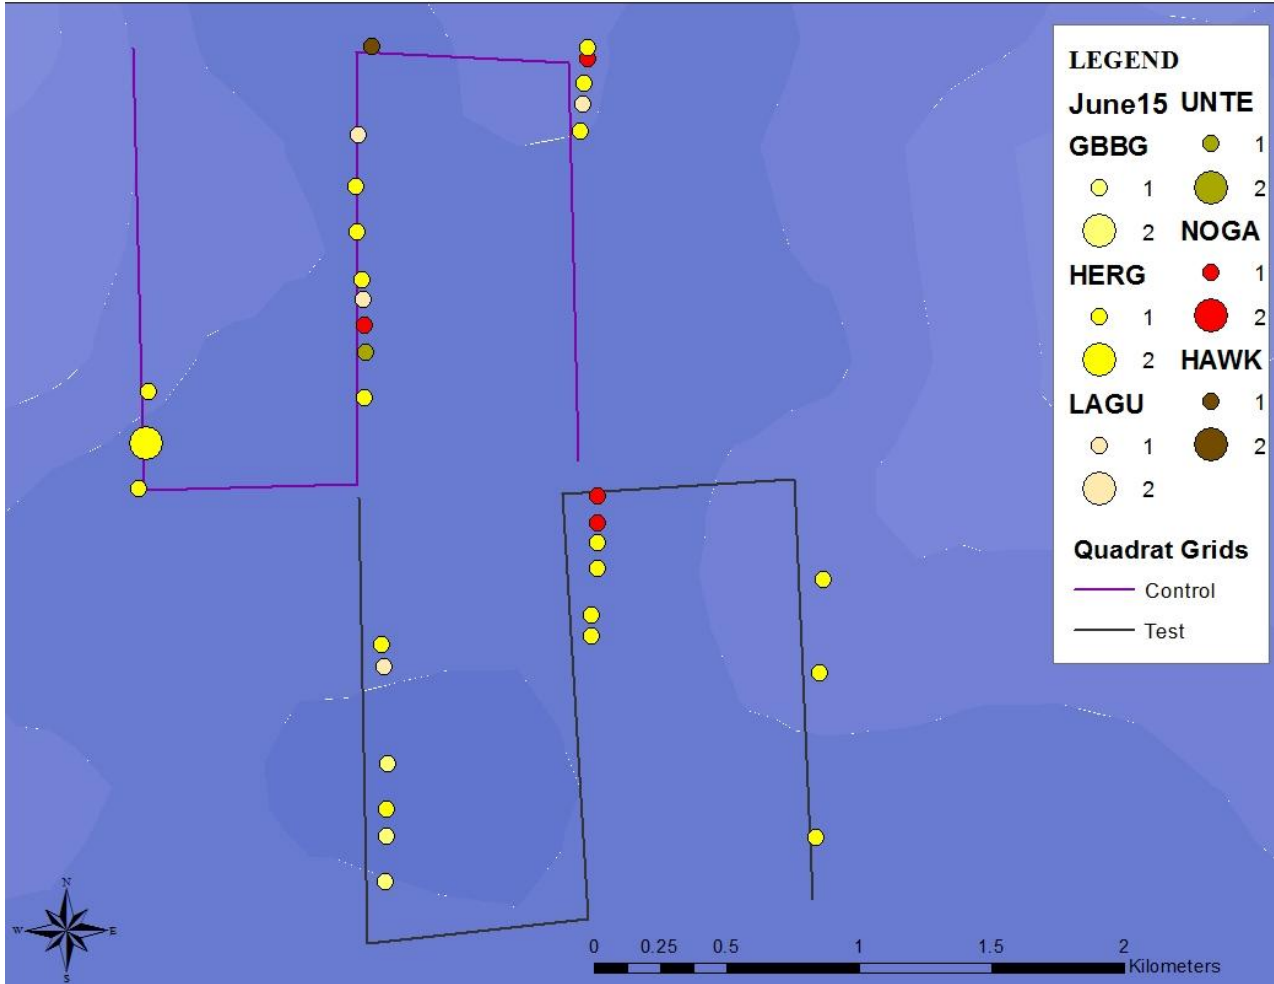 LEGEND
June15 UNTE
GBBG
1
1
2
2
NOGA
HERG
1
1
2
2
HAWK
LAGU
1
1
2
2
Quadrat Grids
Control
Test
N
W E
S
0 0.25 0.5 1 1.5 2
Kilometers